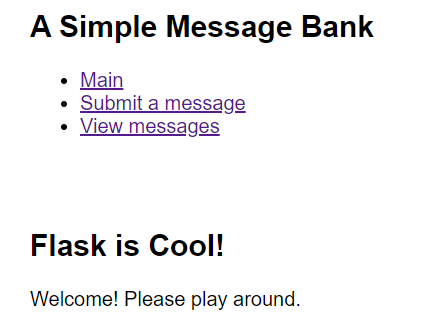 A Simple Message Bank
Main
Submit a message
View messages
Flask is Cool!
Welcome! Please play around.